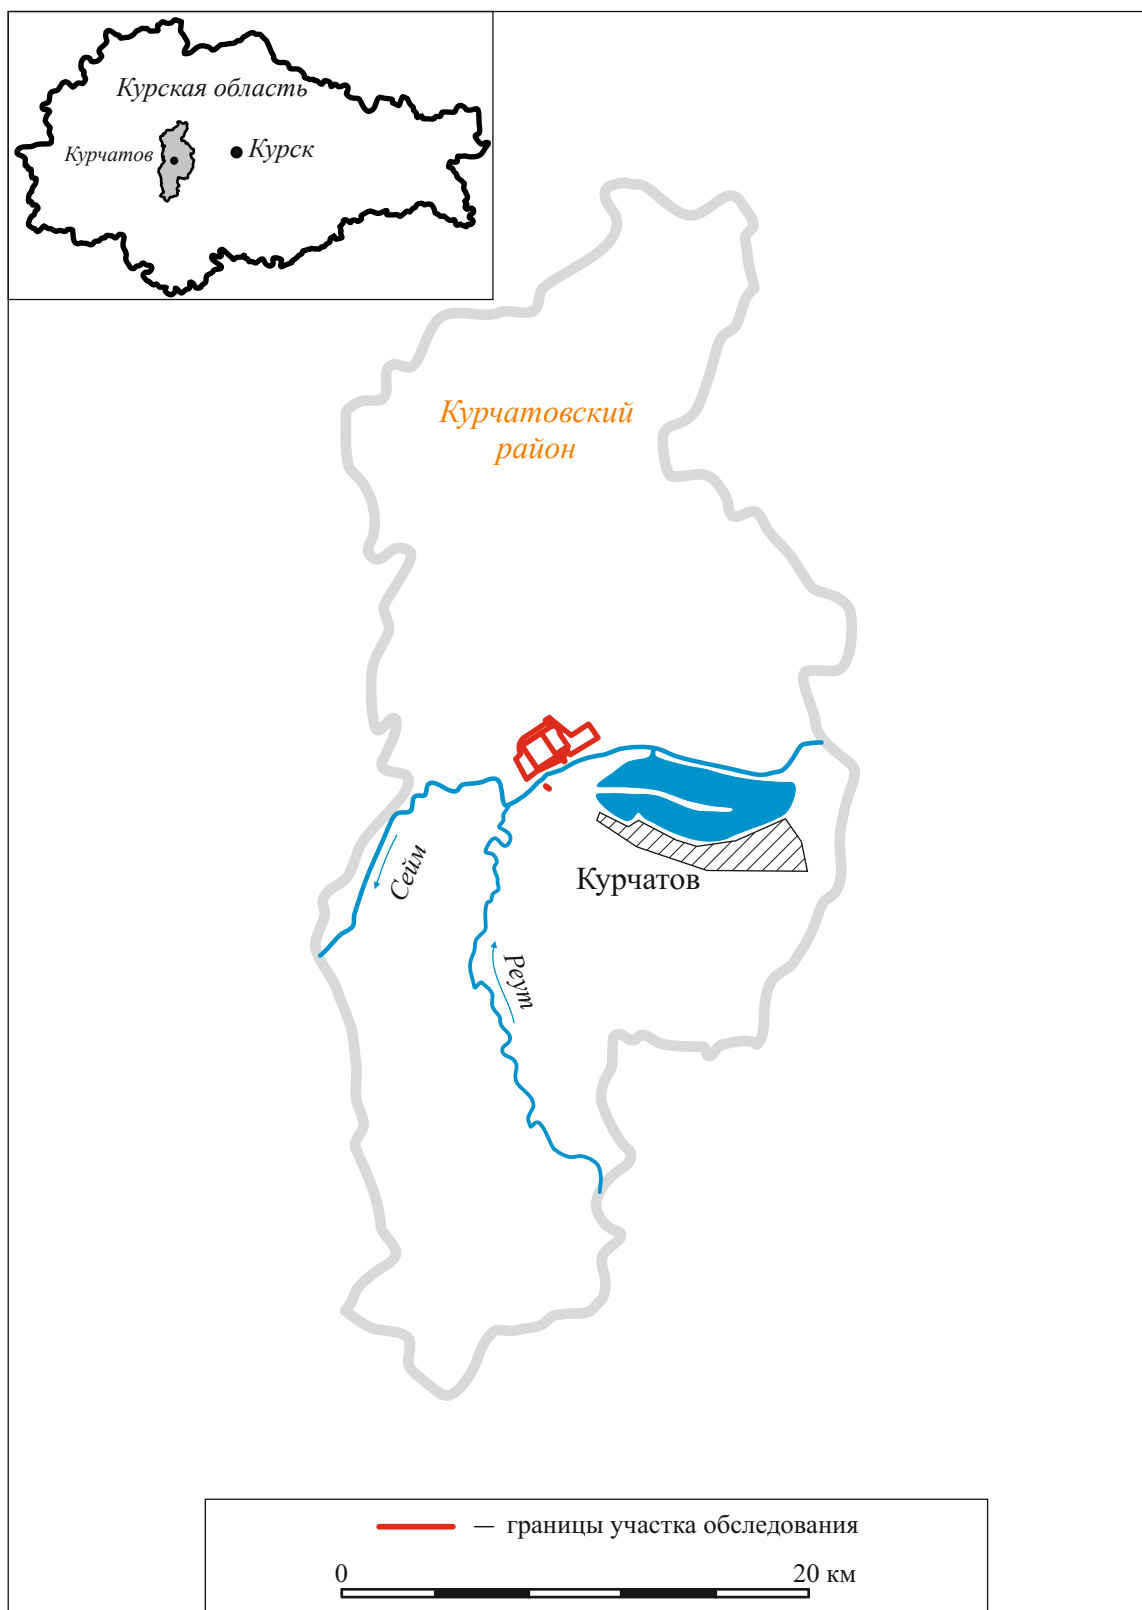 Курская область
Курчатов
Курск
Курчатовский
район
Сейм
Курчатов
Реут
— границы участка обследования
0
20 км